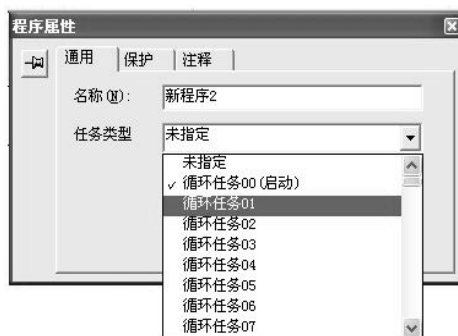 程序属性
通用 保护 注释
名称(N): 新程序2
任务类型 未指定
未指定
✓ 循环任务00(启动)
循环任务01
循环任务02
循环任务03
循环任务04
循环任务05
循环任务06
循环任务07